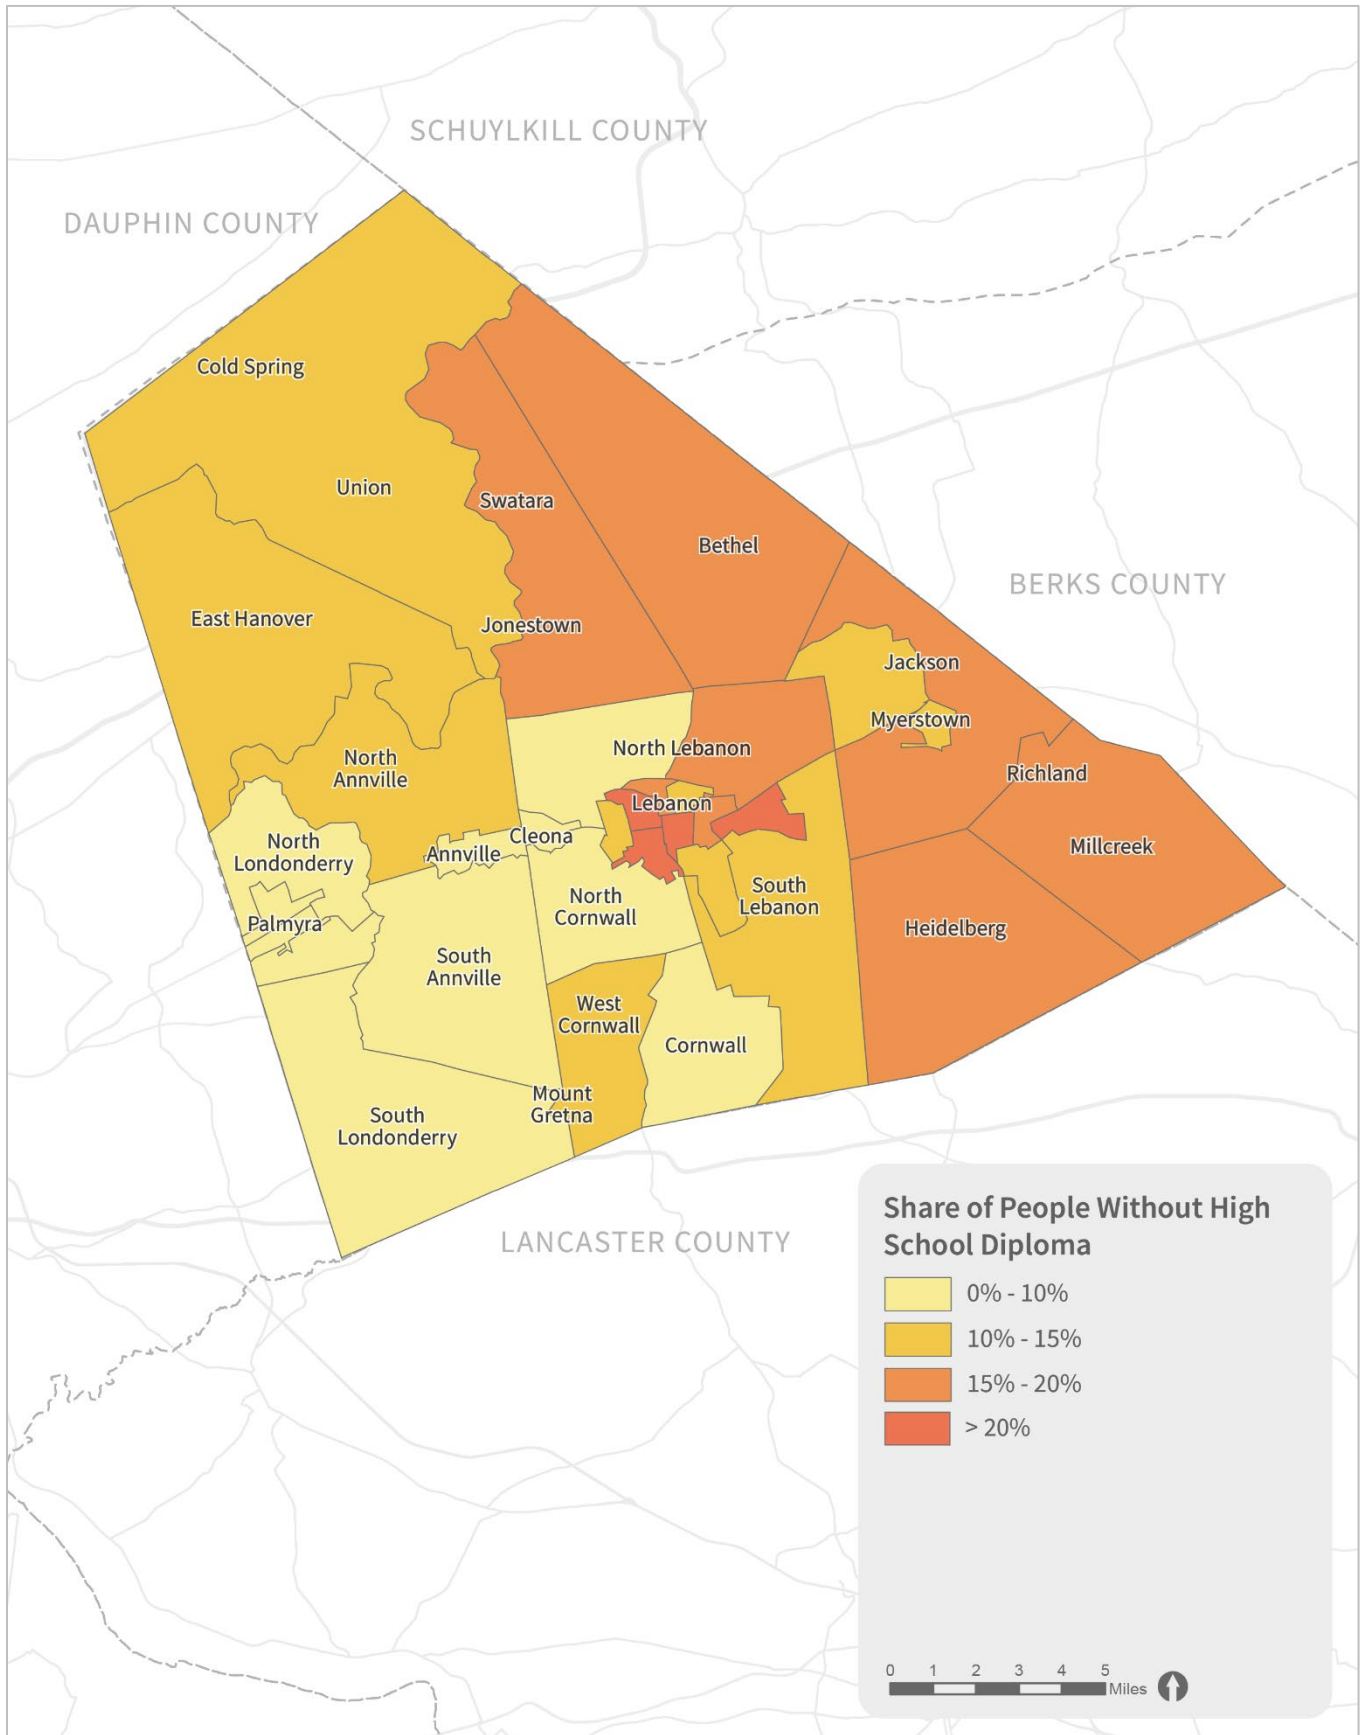 SCHUYLKILL COUNTY
DAUPHIN COUNTY
Cold Spring
Union
Swatara
Bethel
BERKS COUNTY
East Hanover
Jonestown
Jackson
Myerstown
North Lebanon
North
Annville
Richland
Lebanon
Cleona
North
Londonderry
Annville
Millcreek
South
Lebanon
North
Cornwall
Palmyra
Heidelberg
South
Annville
West
Cornwall
Cornwall
Mount
Gretna
South
Londonderry
LANCASTER COUNTY
Share of People Without High
School Diploma
0% - 10%
10% - 15%
15% - 20%
> 20%
0 1 2 3 4 5
Miles